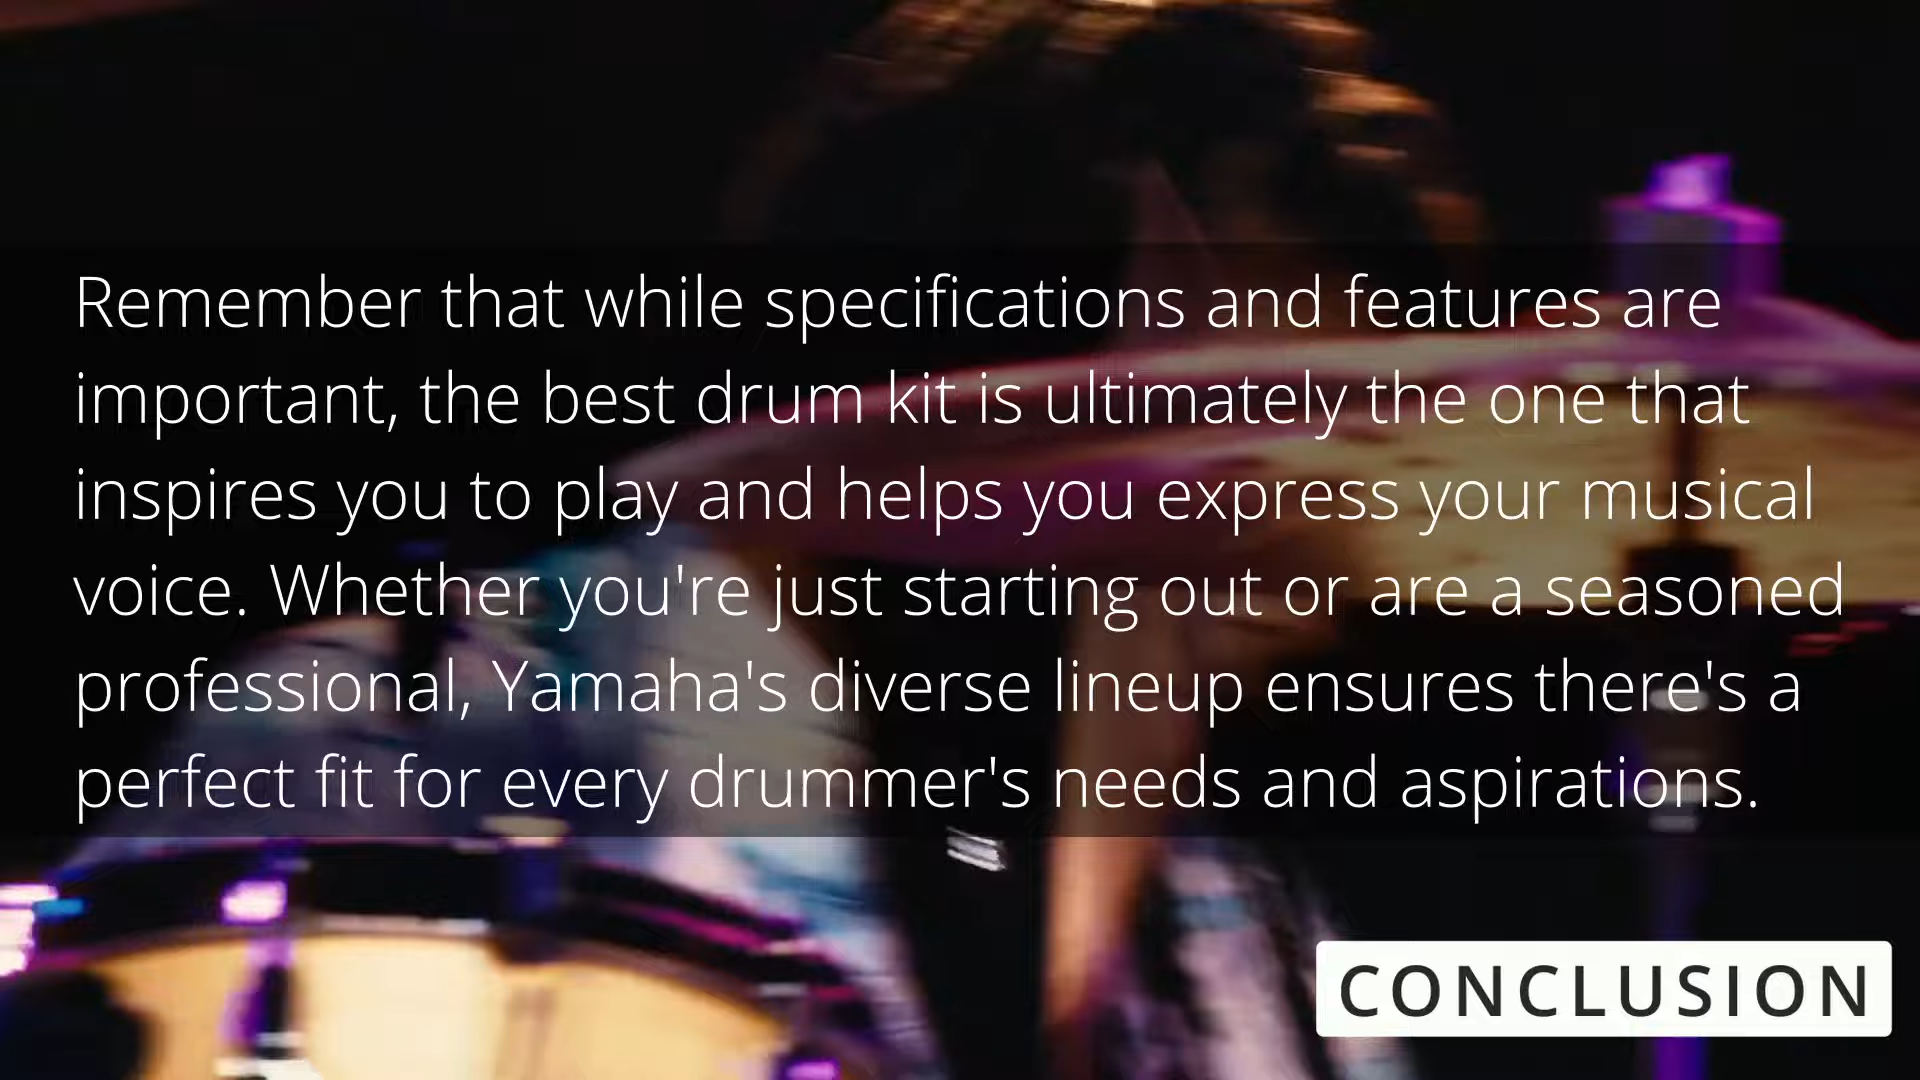 Remember that while specifications and features are
important, the best drum kit is ultimately the one that
inspires you to play and helps you express your musical
voice. Whether you're just starting out or are a seasoned
professional, Yamaha's diverse lineup ensures there's a
perfect fit for every drummer's needs and aspirations.
CONCLUSION